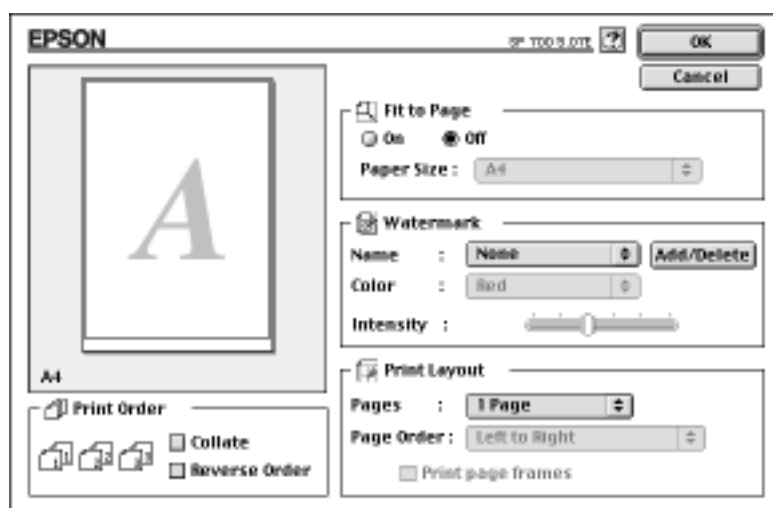 EPSON
?
OK
Cancel
Fit to Page
On Off
Paper Size : A4
Watermark
Name : None Add/Delete
Color : Red
Intensity :
A
A4
Print Layout
Pages : 1 Page
Page Order : Left to Right
Print page frames
Print Order
Collate
Reverse Order